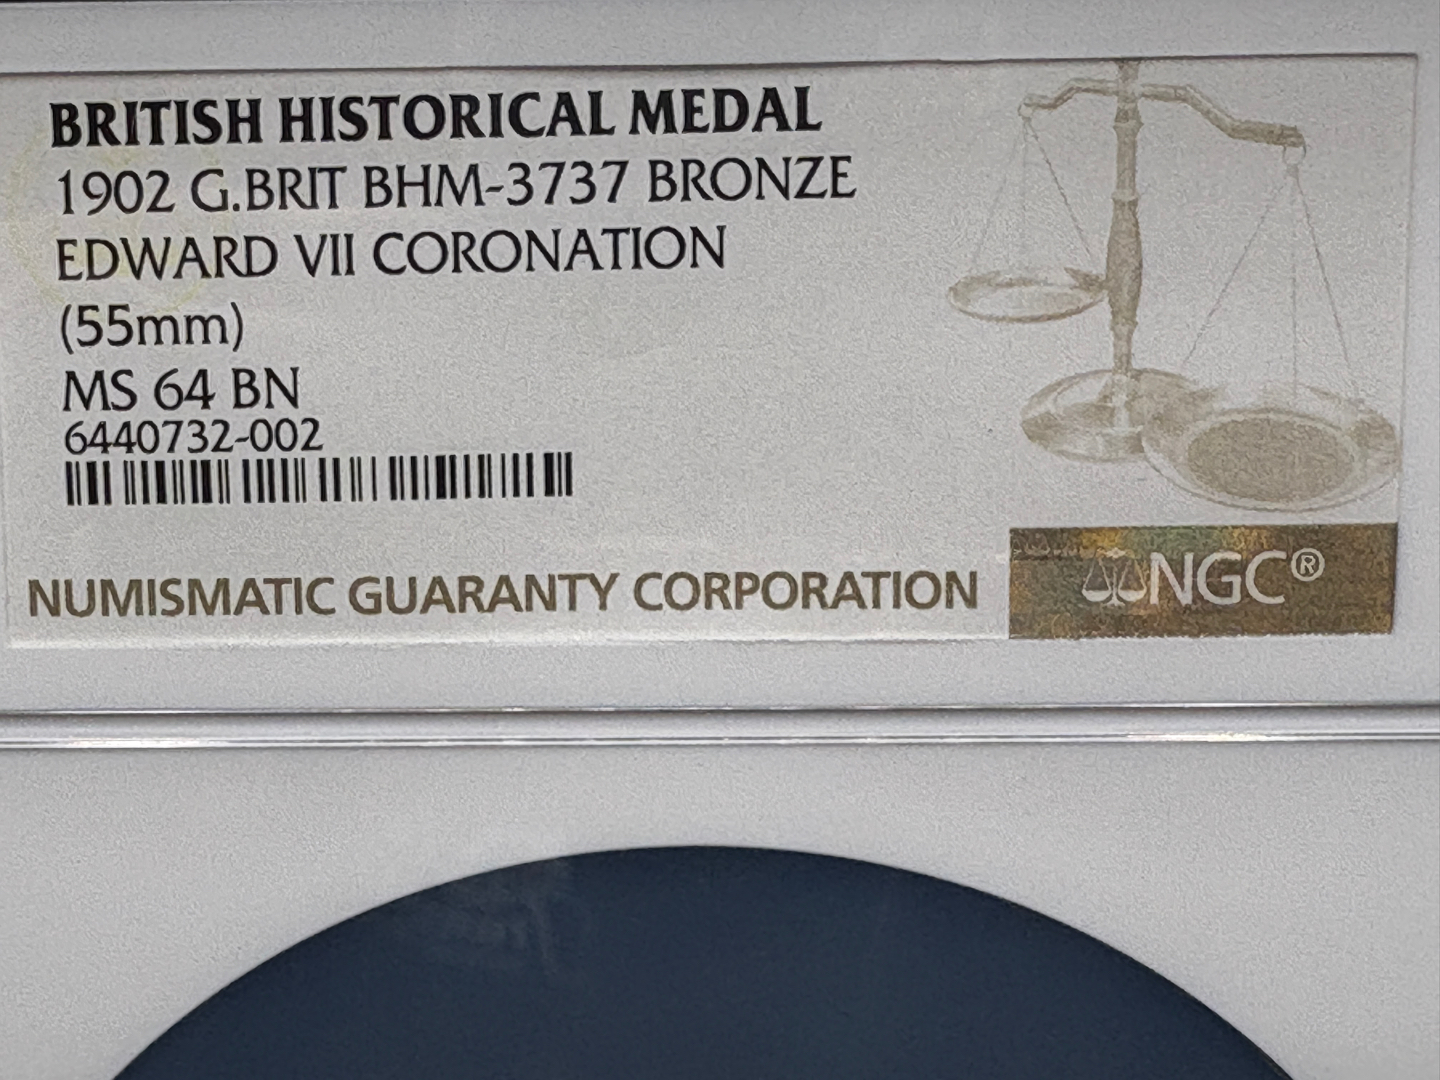 BRITISH HISTORICAL MEDAL
1902 G.BRIT BHM-3737 BRONZE
EDWARD VII CORONATION
(55mm)
MS 64 BN
6440732-002
NUMISMATIC GUARANTY CORPORATION
NGC®